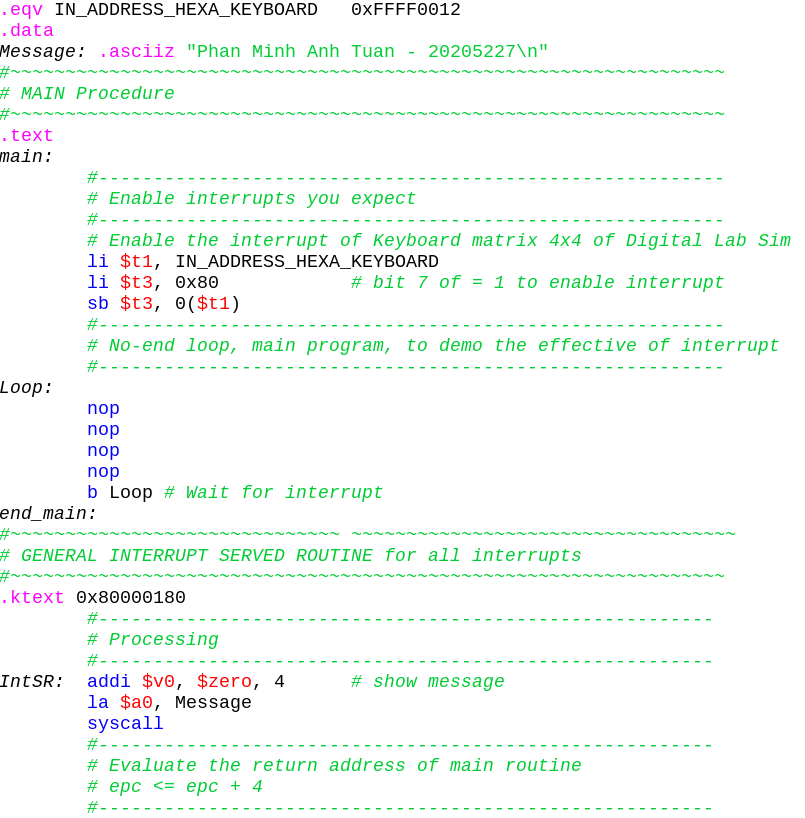 .eqv IN_ADDRESS_HEXA_KEYBOARD   0xFFFF0012
.data
Message: .asciiz "Phan Minh Anh Tuan - 20205227\n"
#~~~~~~~~~~~~~~~~~~~~~~~~~~~~~~~~~~~~~~~~~~~~~~~~~~~~~~~~~~~~~~~~~
# MAIN Procedure
#~~~~~~~~~~~~~~~~~~~~~~~~~~~~~~~~~~~~~~~~~~~~~~~~~~~~~~~~~~~~~~~~~
.text
main:
        #---------------------------------------------------------
        # Enable interrupts you expect
        #---------------------------------------------------------
        # Enable the interrupt of Keyboard matrix 4x4 of Digital Lab Sim
        li $t1, IN_ADDRESS_HEXA_KEYBOARD
        li $t3, 0x80            # bit 7 of = 1 to enable interrupt
        sb $t3, 0($t1)
        #---------------------------------------------------------
        # No-end loop, main program, to demo the effective of interrupt
        #---------------------------------------------------------
Loop:
        nop
        nop
        nop
        nop
        b Loop # Wait for interrupt
end_main:
#~~~~~~~~~~~~~~~~~~~~~~~~~~~~~~ ~~~~~~~~~~~~~~~~~~~~~~~~~~~~~~~~~~~
# GENERAL INTERRUPT SERVED ROUTINE for all interrupts
#~~~~~~~~~~~~~~~~~~~~~~~~~~~~~~~~~~~~~~~~~~~~~~~~~~~~~~~~~~~~~~~~~
.ktext 0x80000180
        #--------------------------------------------------------
        # Processing
        #--------------------------------------------------------
IntSR:  addi $v0, $zero, 4      # show message
        la $a0, Message
        syscall
        #--------------------------------------------------------
        # Evaluate the return address of main routine
        # epc <= epc + 4
        #--------------------------------------------------------